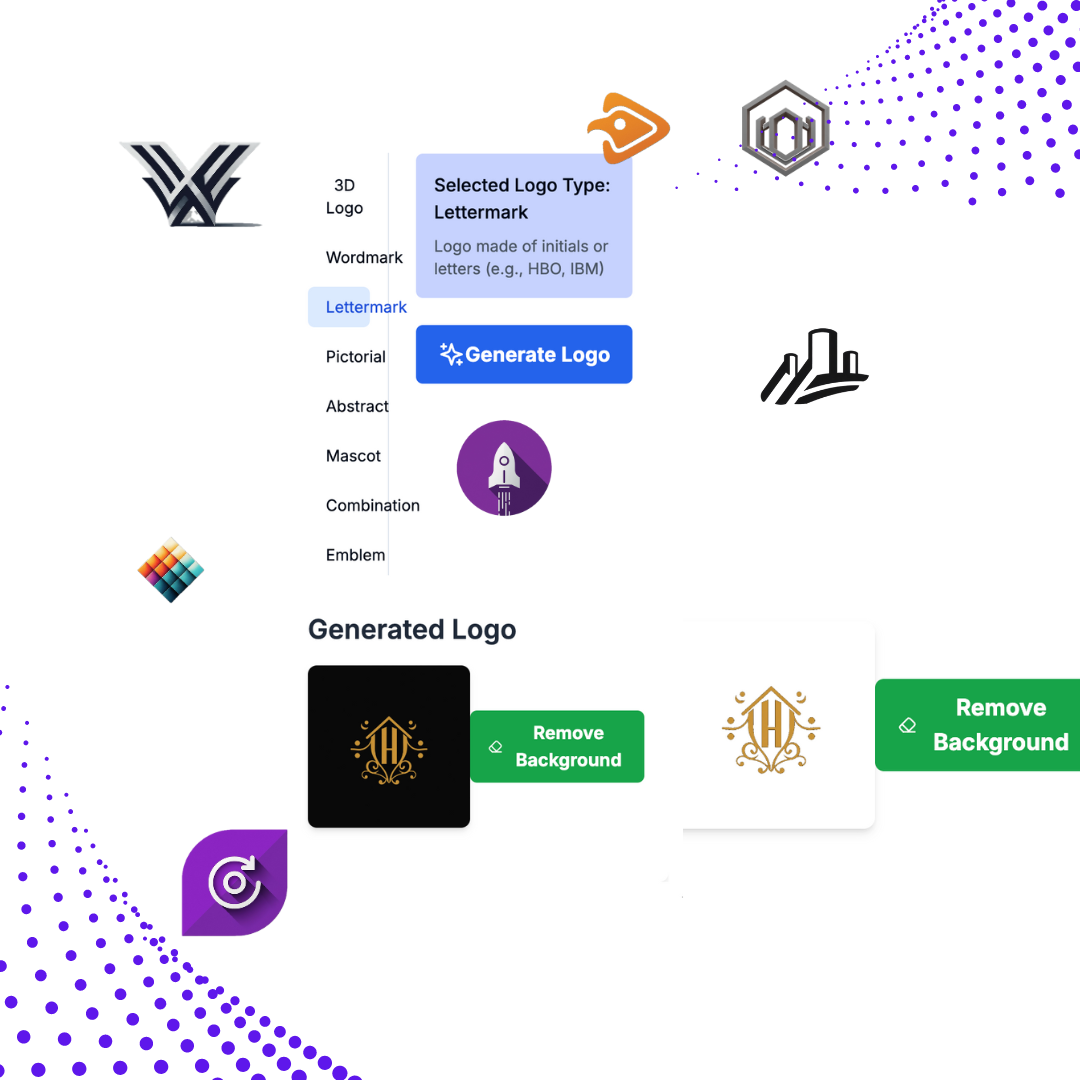 3D
Logo
Wordmark
Lettermark
Pictorial
Abstract
Mascot
Combination
Emblem
Selected Logo Type:
Lettermark
Logo made of initials or
letters (e.g., HBO, IBM)
Generate Logo
Generated Logo
H
Remove
Background
H
Remove
Background